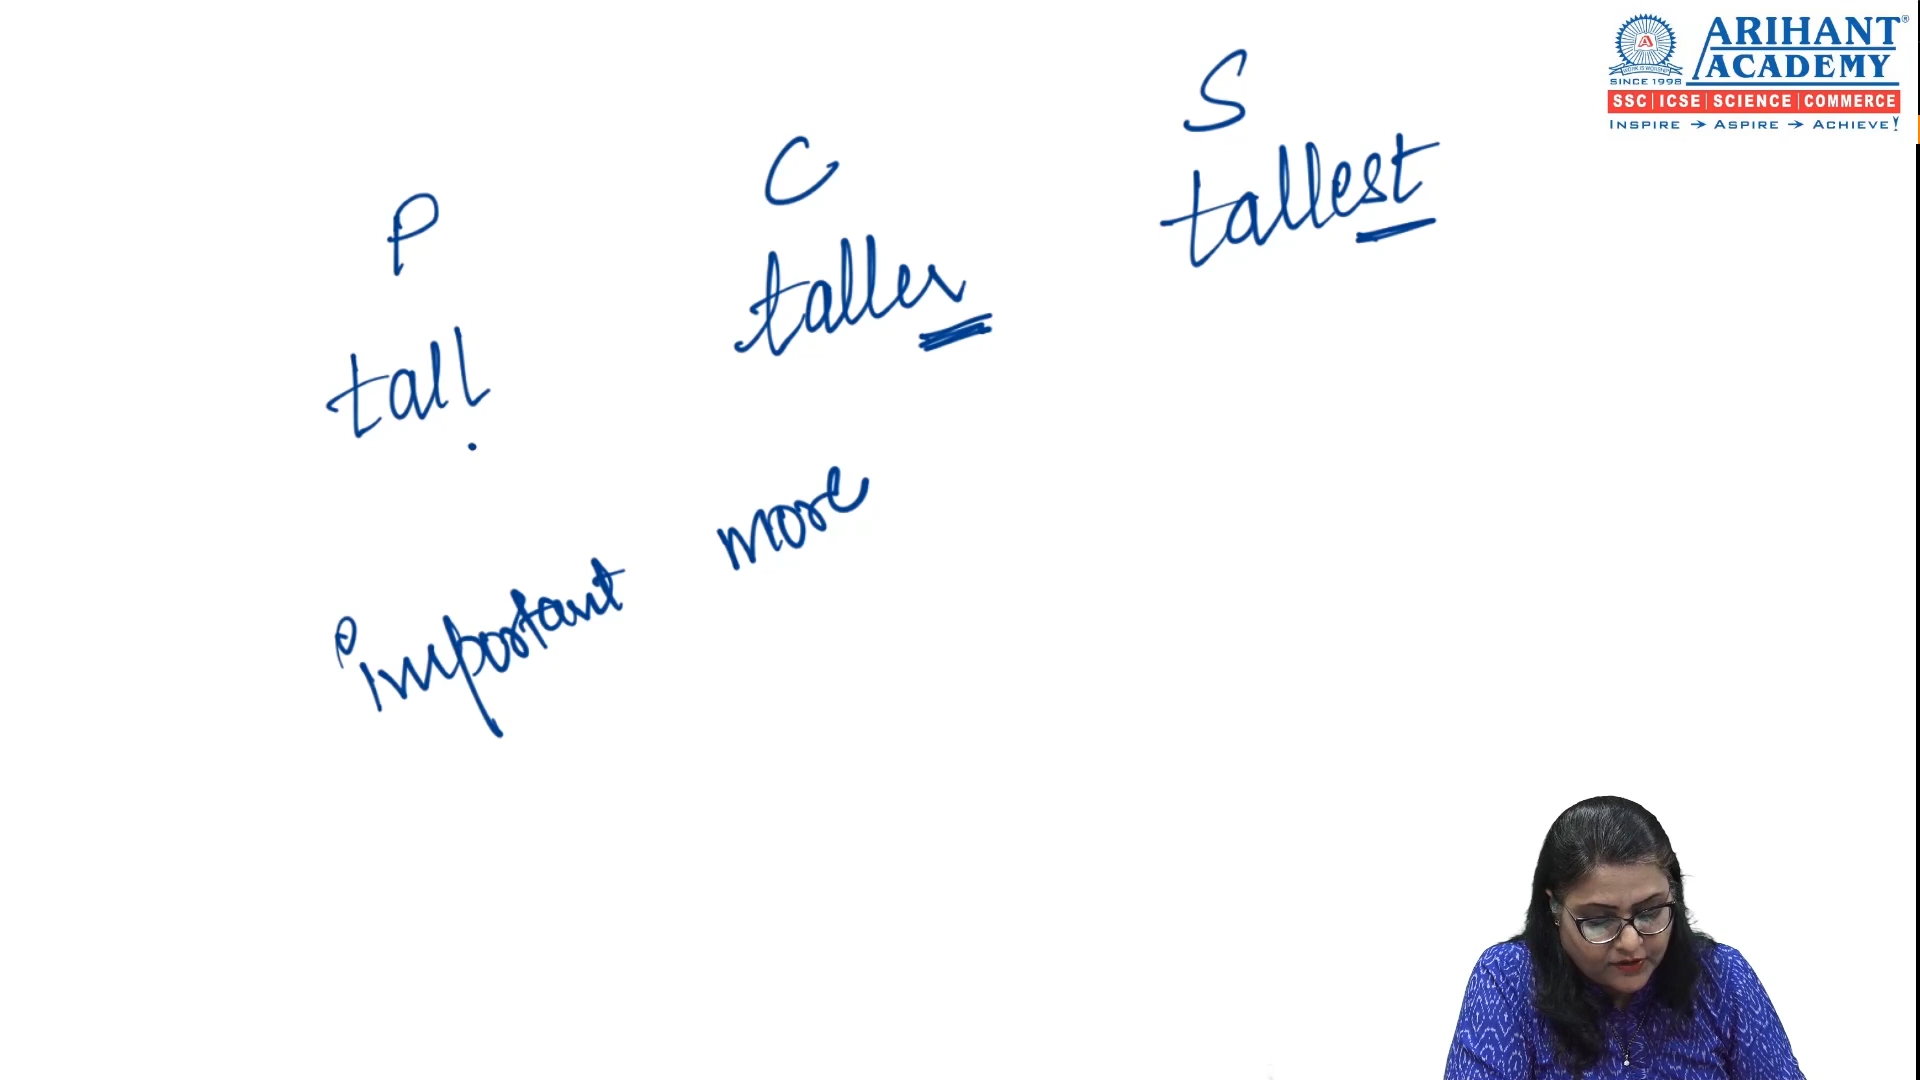 P C S
tall taller tallest
important more
ARIHANT
ACADEMY
SINCE 1998
SSC | ICSE | SCIENCE | COMMERCE
INSPIRE → ASPIRE → ACHIEVE!